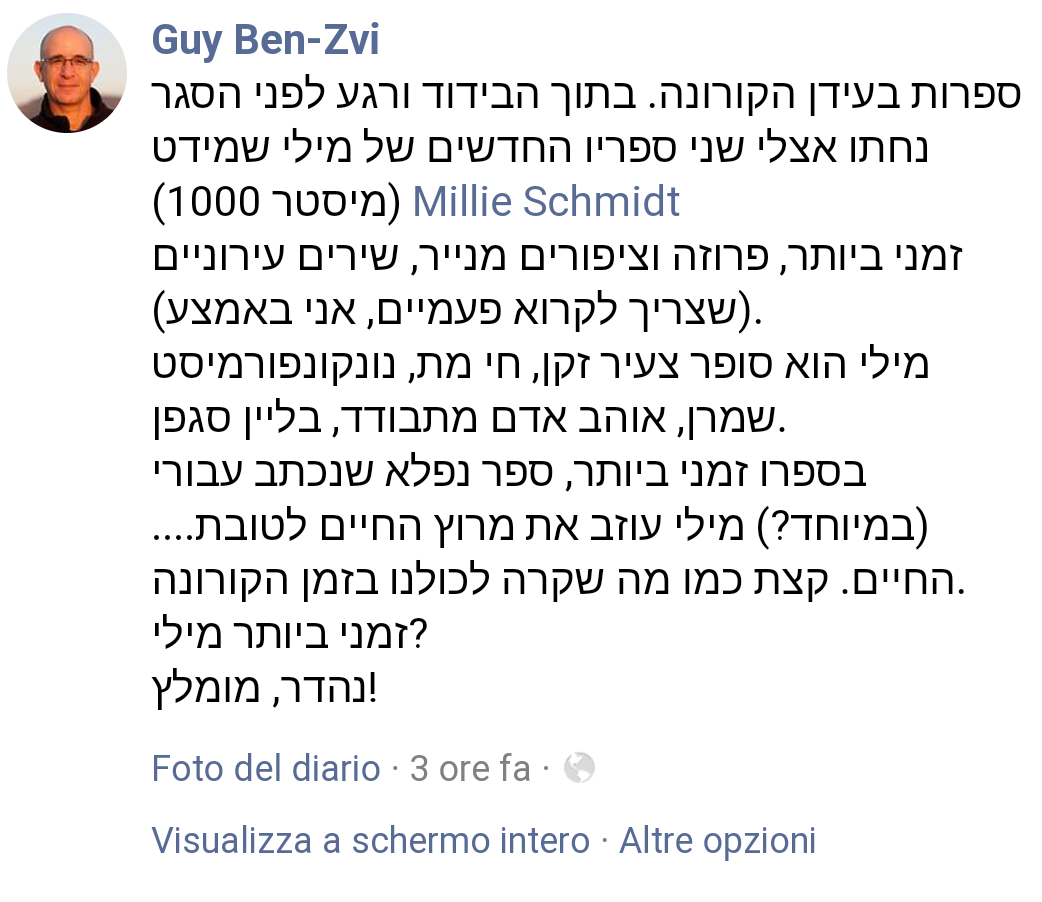 Guy Ben-Zvi
ספרות בעידן הקורונה. בתוך הבידוד ורגע לפני הסגר
נחתו אצלי שני ספריו החדשים של מילי שמידט
(מיסטר 1000) Millie Schmidt
זמני ביותר, פרוזה וציפורים מנייר, שירים עירוניים
(שצריך לקרוא פעמיים, אני באמצע).
מילי הוא סופר צעיר זקן, חי מת, נונקונפורמיסט
שמרן, אוהב אדם מתבודד, בליין סגפן.
בספרו זמני ביותר, ספר נפלא שנכתב עבורי
(במיוחד?) מילי עוזב את מרוץ החיים לטובת....
החיים. קצת כמו מה שקרה לכולנו בזמן הקורונה.
זמני ביותר מילי?
נהדר, מומלץ!
Foto del diario · 3 ore fa ·
Visualizza a schermo intero · Altre opzioni